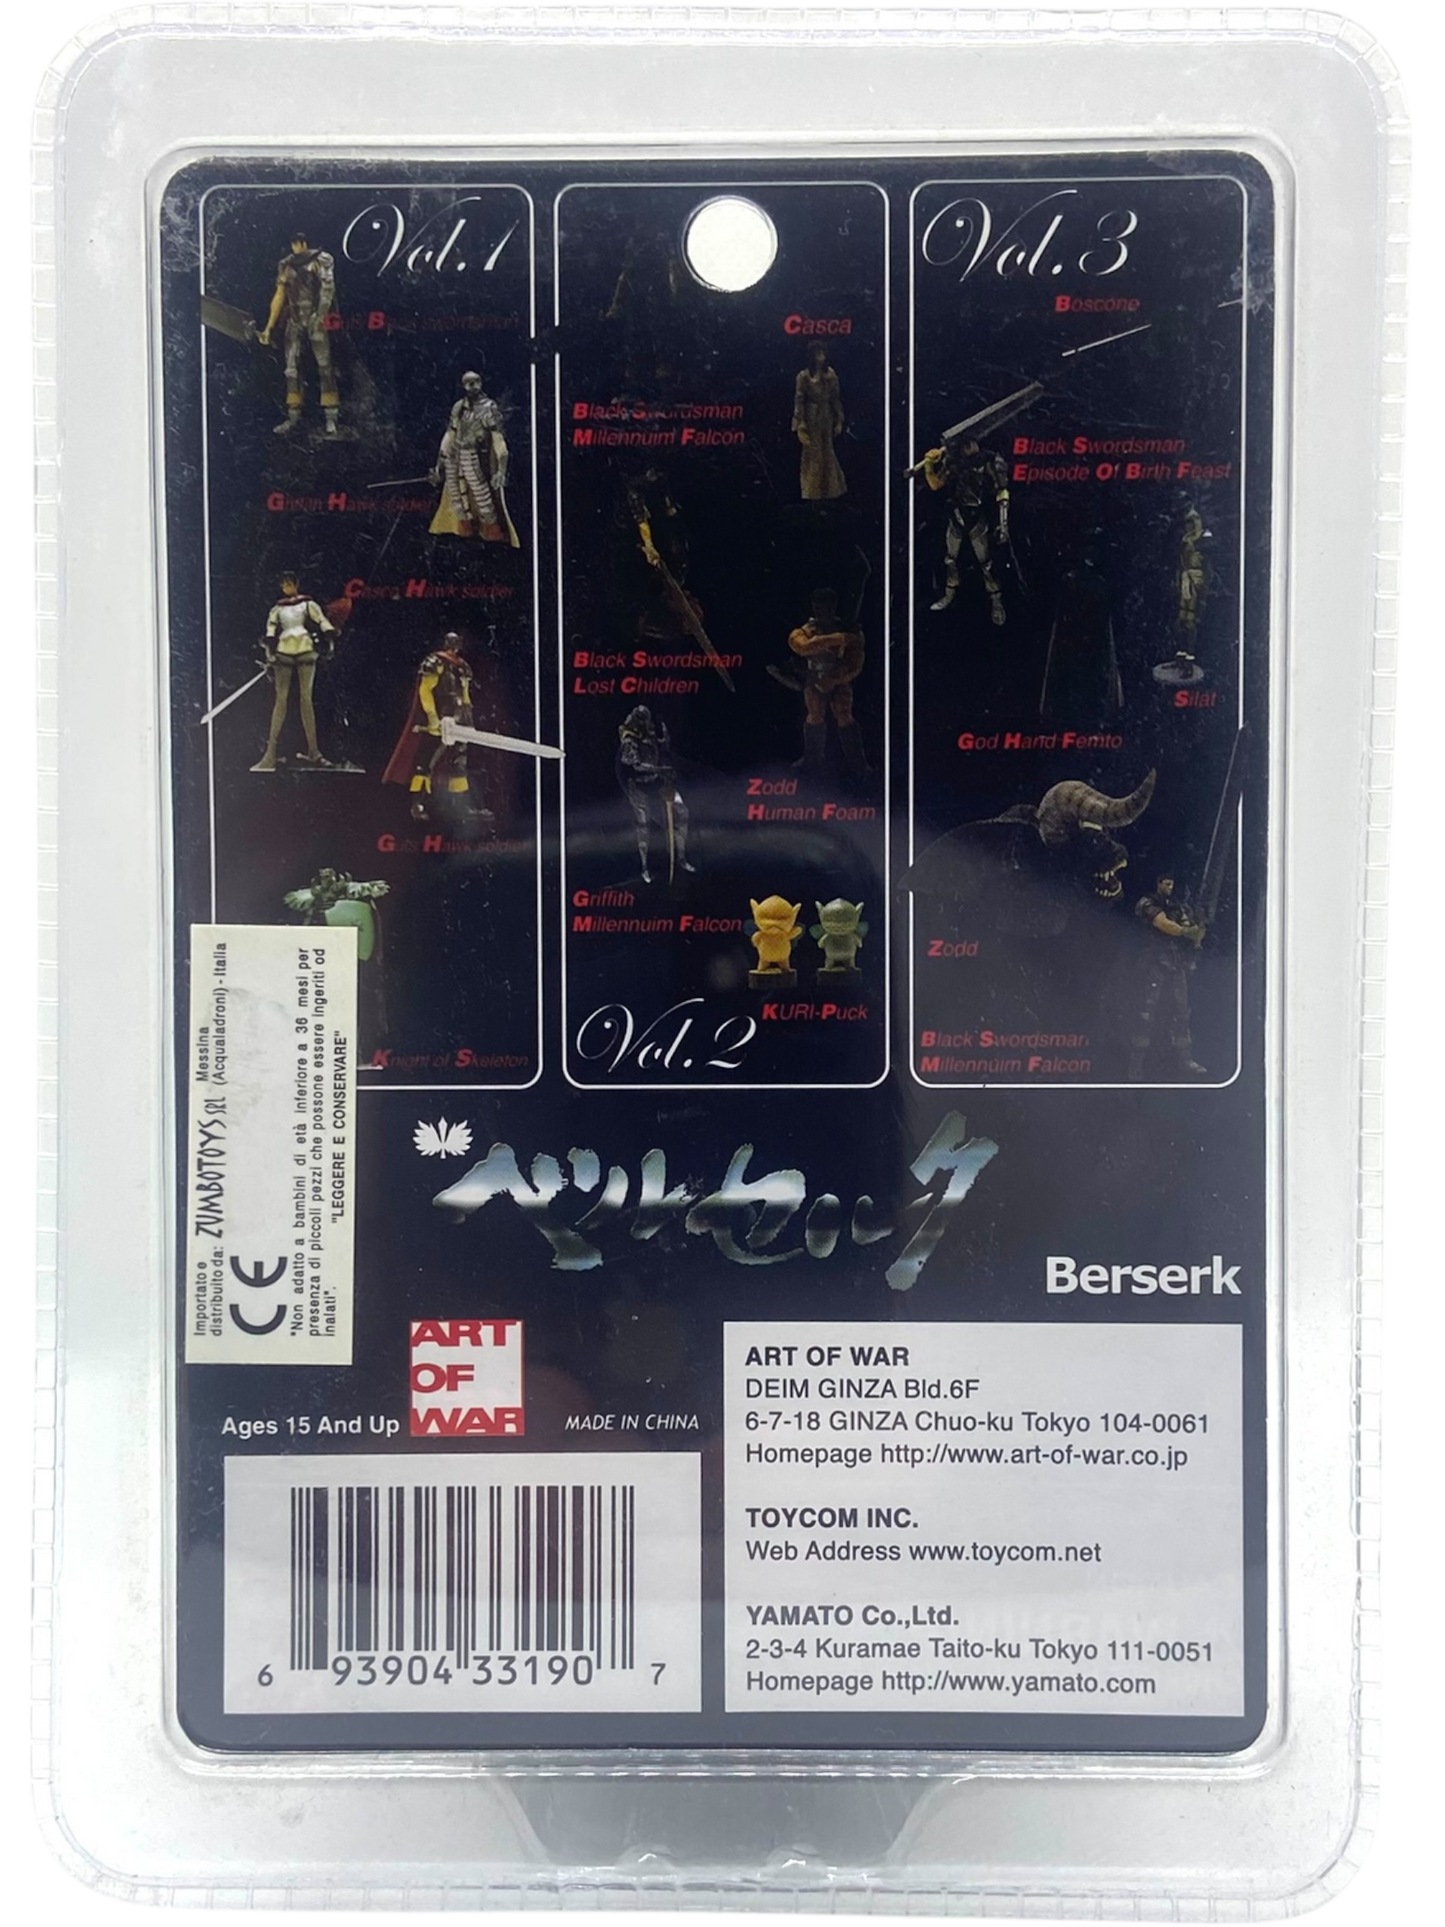 Vol.1
Guts Black swordsman
Griffith Hawk soldier
Casca Hawk soldier
Guts Hawk soldier
Knight of Skeleton
Casca
Black Swordsman
Millennuim Falcon
Black Swordsman
Lost Children
Zodd
Human Foam
Griffith
Millennuim Falcon
KURI-Puck
Vol.2
Vol.3
Boscone
Black Swordsman
Episode Of Birth Feast
Silat
God Hand Femto
Zodd
Black Swordsman
Millennuim Falcon
Importato e
distribuito da: ZUMBOTOYS SRL Messina
(Acqualadroni) - Italia
CE
"Non adatto a bambini di età inferiore a 36 mesi per
presenza di piccoli pezzi che possono essere ingeriti od
inalati".
"LEGGERE E CONSERVARE"
ベルセルク
Berserk
ART
OF
WAR
Ages 15 And Up
MADE IN CHINA
6 93904 33190 7
ART OF WAR
DEIM GINZA Bld.6F
6-7-18 GINZA Chuo-ku Tokyo 104-0061
Homepage http://www.art-of-war.co.jp
TOYCOM INC.
Web Address www.toycom.net
YAMATO Co.,Ltd.
2-3-4 Kuramae Taito-ku Tokyo 111-0051
Homepage http://www.yamato.com